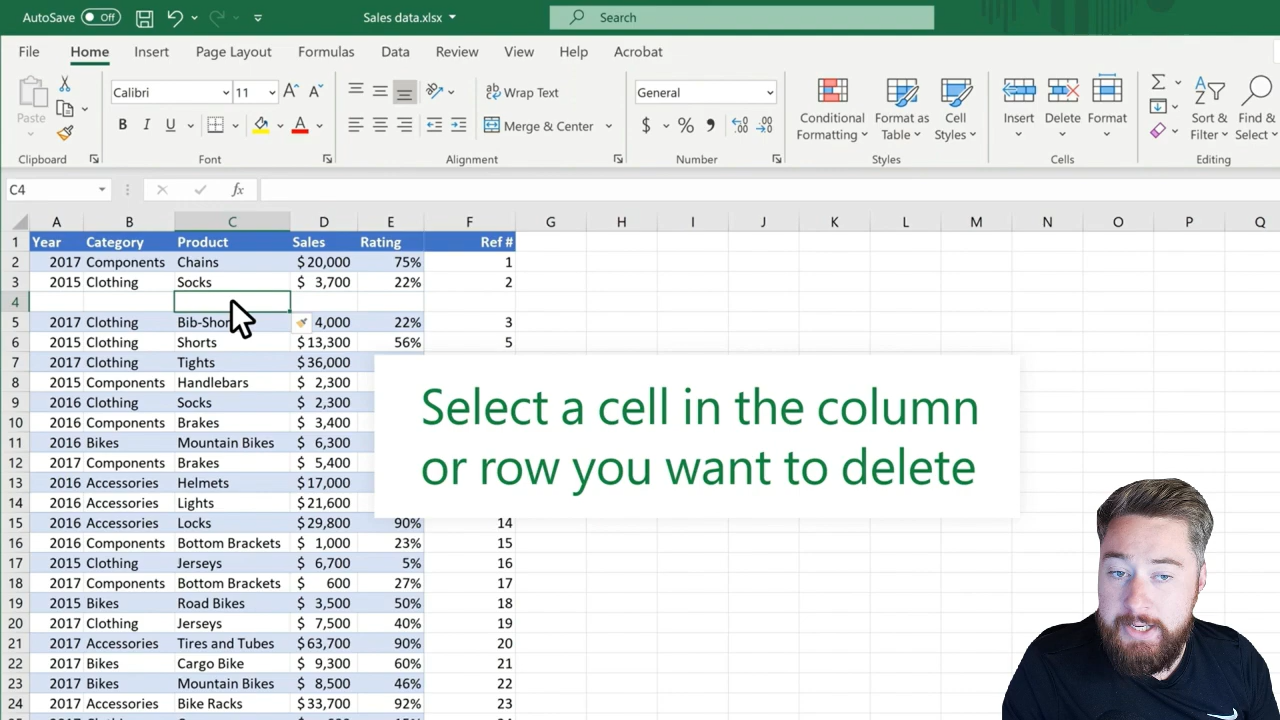 AutoSave Off Sales data.xlsx Search
File Home Insert Page Layout Formulas Data Review View Help Acrobat
Calibri 11 Wrap Text General
Paste B I U Merge & Center $ % Conditional Formatting Format as Table Cell Styles Insert Delete Format Sort & Filter Find & Select
Clipboard Font Alignment Number Styles Cells Editing
C4 fx
A B C D E F G H I J K L M N O P Q
1 Year Category Product Sales Rating Ref #
2 2017 Components Chains $20,000 75% 1
3 2015 Clothing Socks $ 3,700 22% 2
4
5 2017 Clothing 4,000 22% 3
6 2015 Clothing Shorts $13,300 56% 5
7 2017 Clothing Tights $36,000
8 2015 Components Handlebars $ 2,300
9 2016 Clothing Socks $ 2,300
10 2016 Components Brakes $ 3,400
11 2016 Bikes Mountain Bikes $ 6,300
12 2017 Components Brakes $ 5,400
13 2016 Accessories Helmets $17,000
14 2016 Accessories Lights $21,600
15 2016 Accessories Locks $29,800 90% 14
16 2016 Components Bottom Brackets $ 1,000 23% 15
17 2015 Clothing Jerseys $ 6,700 5% 16
18 2017 Components Bottom Brackets $ 600 27% 17
19 2015 Bikes Road Bikes $ 3,500 50% 18
20 2017 Clothing Jerseys $ 7,500 40% 19
21 2017 Accessories Tires and Tubes $63,700 90% 20
22 2017 Bikes Cargo Bike $ 9,300 60% 21
23 2017 Bikes Mountain Bikes $ 8,500 46% 22
24 2017 Accessories Bike Racks $33,700 92% 23
Select a cell in the column
or row you want to delete